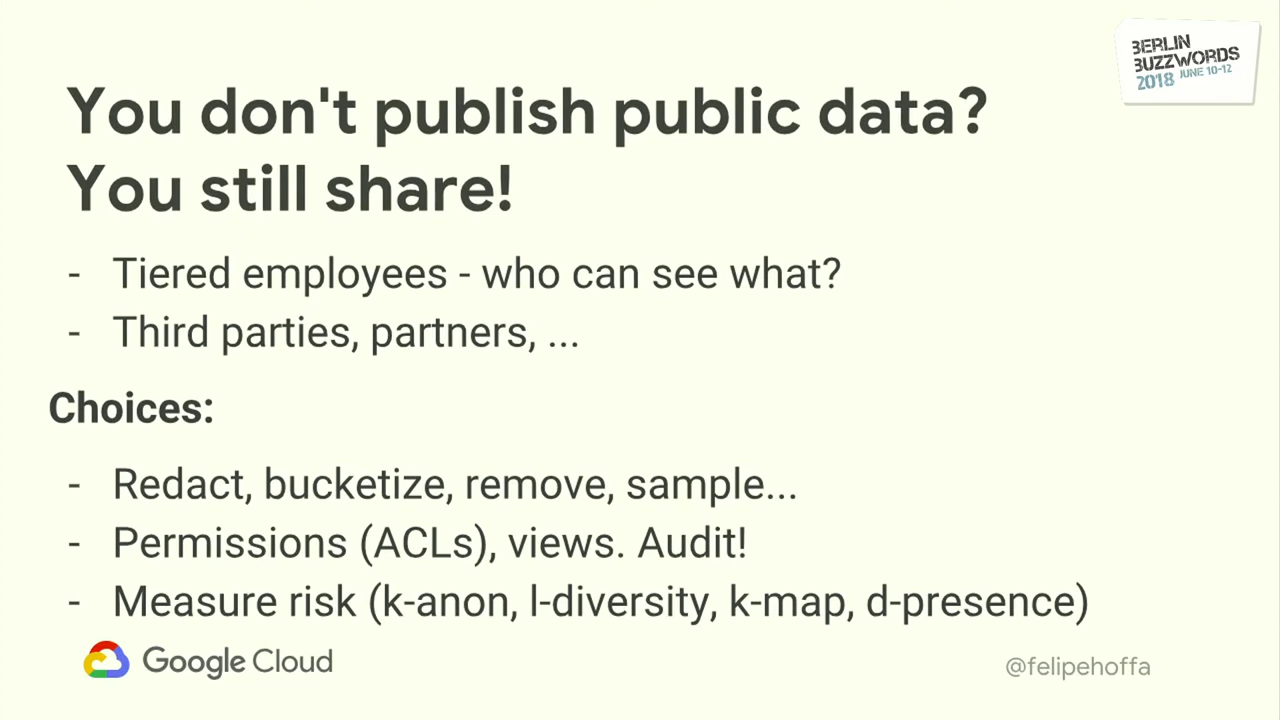 BERLIN
BUZZWORDS
2018 JUNE 10-12
You don't publish public data?
You still share!
- Tiered employees - who can see what?
- Third parties, partners, ...
Choices:
- Redact, bucketize, remove, sample...
- Permissions (ACLs), views. Audit!
- Measure risk (k-anon, l-diversity, k-map, d-presence)
Google Cloud
@felipehoffa